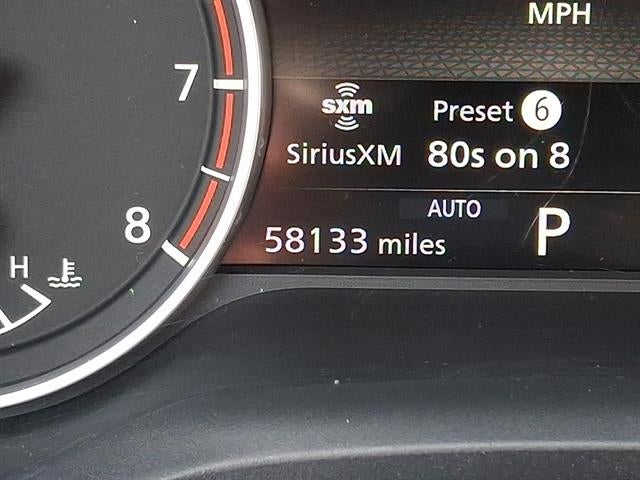 MPH
7
sxm
Preset 6
SiriusXM 80s on 8
AUTO
8
58133 miles
P
H